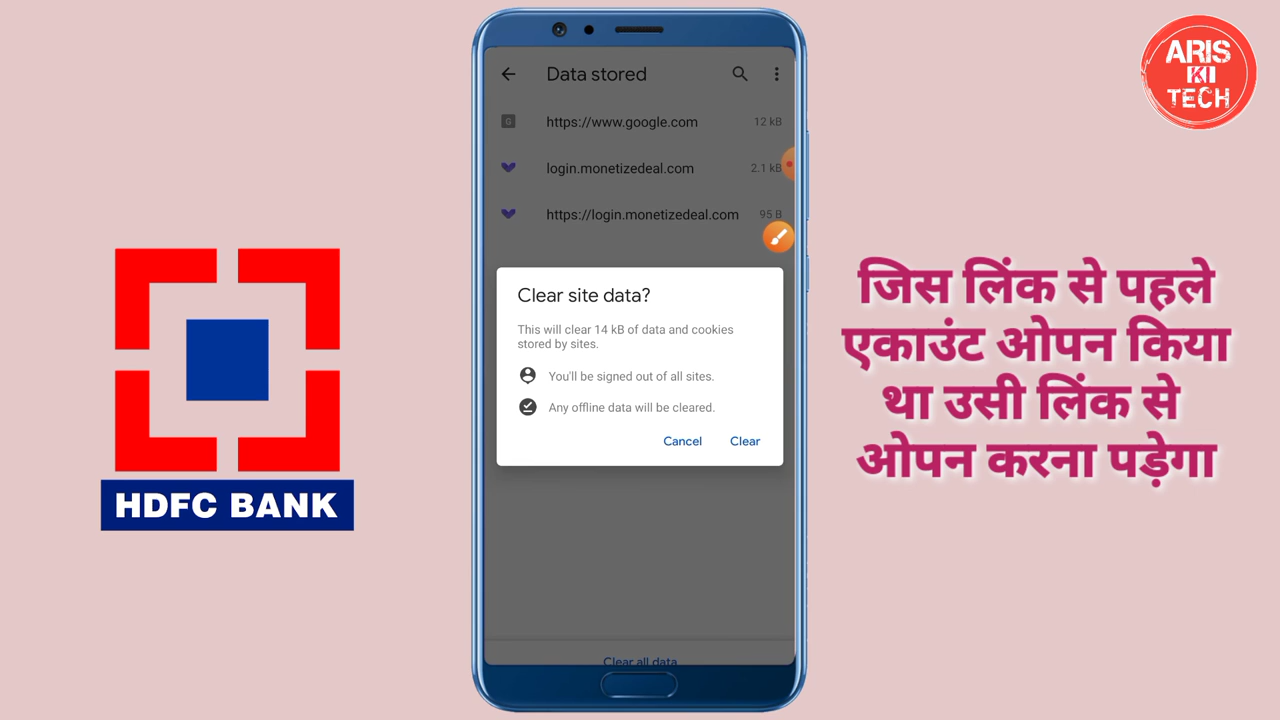 ARIS
KI
TECH
Data stored
https://www.google.com 12 kB
login.monetizedeal.com 2.1 kB
https://login.monetizedeal.com 95 B
Clear site data?
This will clear 14 kB of data and cookies
stored by sites.
You'll be signed out of all sites.
Any offline data will be cleared.
Cancel Clear
Clear all data
HDFC BANK
जिस लिंक से पहले
एकाउंट ओपन किया
था उसी लिंक से
ओपन करना पड़ेगा